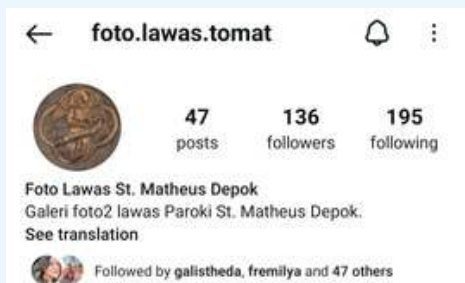 foto.lawas.tomat
47 136 195
posts followers following
Foto Lawas St. Matheus Depok
Galeri foto2 lawas Paroki St. Matheus Depok.
See translation
Followed by galistheda, fremilya and 47 others